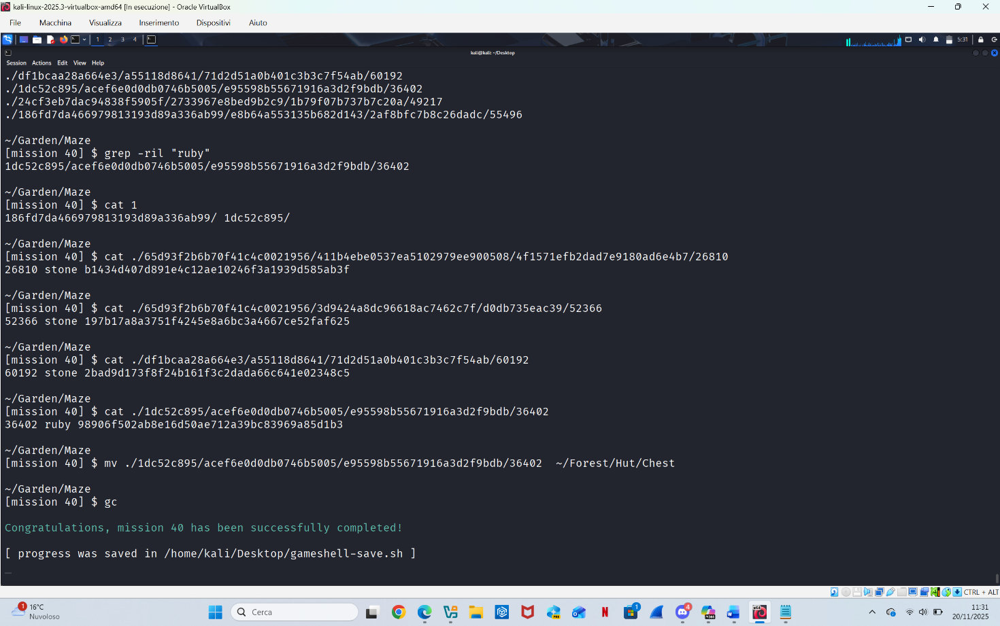 kali-linux-2025.3-virtualbox-amd64 [In esecuzione] - Oracle VirtualBox
File Macchina Visualizza Inserimento Dispositivi Aiuto
1 2 3 4 5:31
kali@kali: ~/Desktop
Session Actions Edit View Help
./df1bcaa28a664e3/a55118d8641/71d2d51a0b401c3b3c7f54ab/60192
./1dc52c895/acef6e0d0db0746b5005/e95598b55671916a3d2f9bdb/36402
./24cf3eb7dac94838f5905f/2733967e8bed9b2c9/1b79f07b737b7c20a/49217
./186fd7da466979813193d89a336ab99/e8b64a553135b682d143/2af8bfc7b8c26dadc/55496
~/Garden/Maze
[mission 40] $ grep -ril "ruby"
1dc52c895/acef6e0d0db0746b5005/e95598b55671916a3d2f9bdb/36402
~/Garden/Maze
[mission 40] $ cat 1
186fd7da466979813193d89a336ab99/ 1dc52c895/
~/Garden/Maze
[mission 40] $ cat ./65d93f2b6b70f41c4c0021956/411b4ebe0537ea5102979ee900508/4f1571efb2dad7e9180ad6e4b7/26810
26810 stone b1434d407d891e4c12ae10246f3a1939d585ab3f
~/Garden/Maze
[mission 40] $ cat ./65d93f2b6b70f41c4c0021956/3d9424a8dc96618ac7462c7f/d0db735eac39/52366
52366 stone 197b17a8a3751f4245e8a6bc3a4667ce52faf625
~/Garden/Maze
[mission 40] $ cat ./df1bcaa28a664e3/a55118d8641/71d2d51a0b401c3b3c7f54ab/60192
60192 stone 2bad9d173f8f24b161f3c2dada66c641e02348c5
~/Garden/Maze
[mission 40] $ cat ./1dc52c895/acef6e0d0db0746b5005/e95598b55671916a3d2f9bdb/36402
36402 ruby 98906f502ab8e16d50ae712a39bc83969a85d1b3
~/Garden/Maze
[mission 40] $ mv ./1dc52c895/acef6e0d0db0746b5005/e95598b55671916a3d2f9bdb/36402  ~/Forest/Hut/Chest
~/Garden/Maze
[mission 40] $ gc
Congratulations, mission 40 has been successfully completed!
[ progress was saved in /home/kali/Desktop/gameshell-save.sh ]
CTRL + ALT
1 16°C
Nuvoloso
Cerca
PRE
N
1
4
M365
11:31
20/11/2025